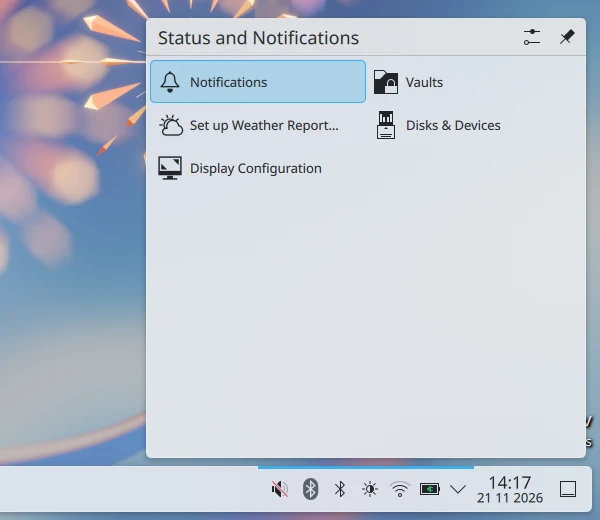 Status and Notifications
Notifications
Vaults
Set up Weather Report...
Disks & Devices
Display Configuration
14:17
21 11 2026